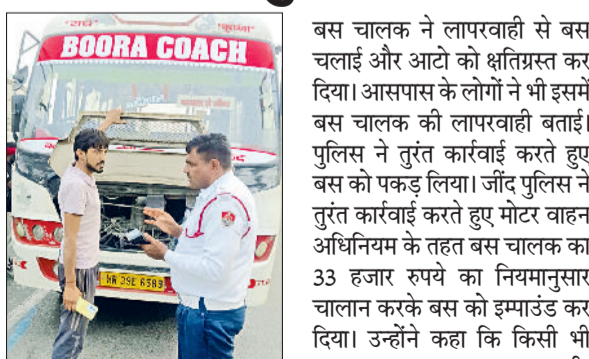 BOORA COACH
HR 39E 6589
बस चालक ने लापरवाही से बस
चलाई और आटो को क्षतिग्रस्त कर
दिया। आसपास के लोगों ने भी इसमें
बस चालक की लापरवाही बताई।
पुलिस ने तुरंत कार्रवाई करते हुए
बस को पकड़ लिया। जींद पुलिस ने
तुरंत कार्रवाई करते हुए मोटर वाहन
अधिनियम के तहत बस चालक का
33 हजार रुपये का नियमानुसार
चालान करके बस को इम्पाउंड कर
दिया। उन्होंने कहा कि किसी भी